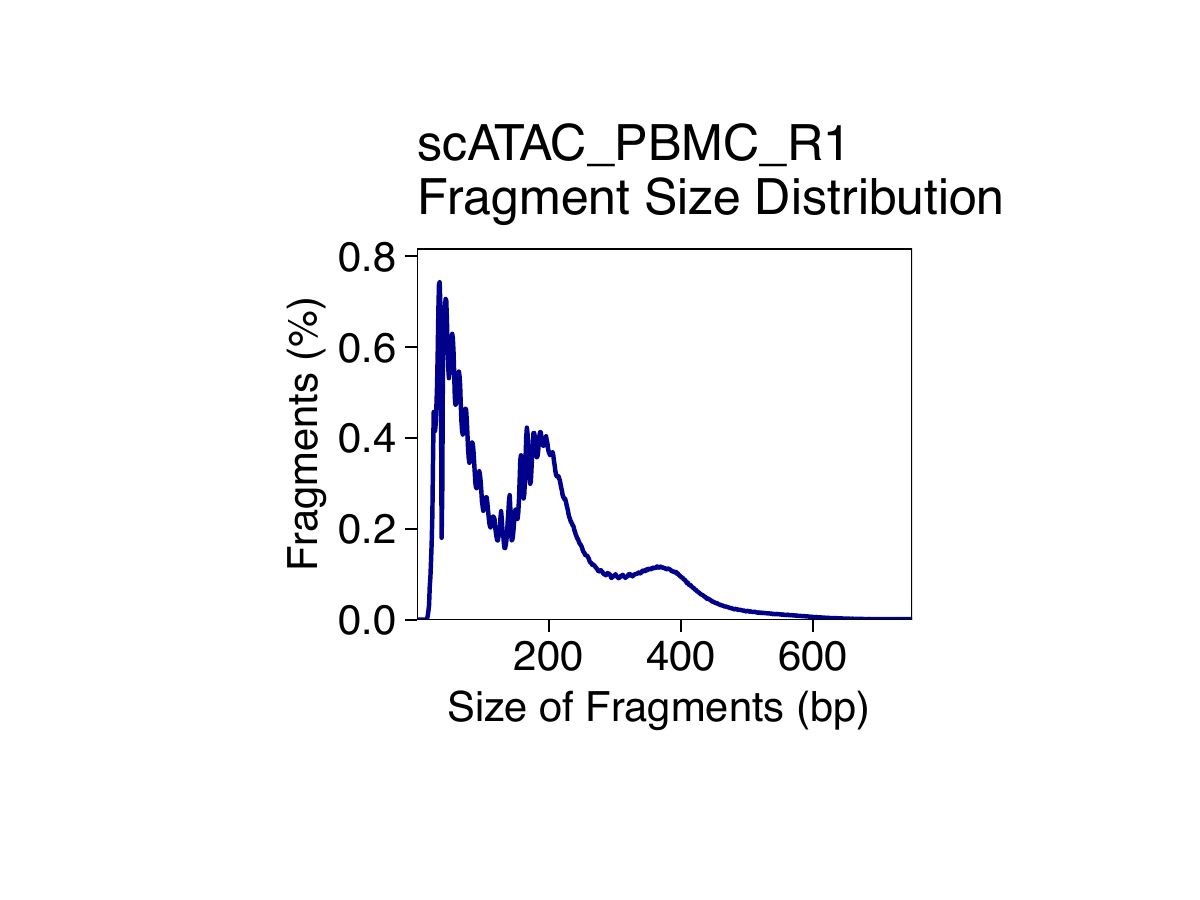 scATAC_PBMC_R1
Fragment Size Distribution
0.8
0.6
0.4
0.2
0.0
Fragments (%)
200 400 600
Size of Fragments (bp)